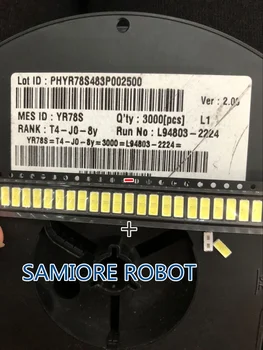 Lot ID : PHYR78S483P002500
Ver : 2.00
MES ID : YR78S
Q'ty : 3000[pcs]
L1
RANK : T4-J0-8y
Run No : L94803-2224
YR78S=T4-J0-8y=3000=L94803-2224=
SAMIORE ROBOT